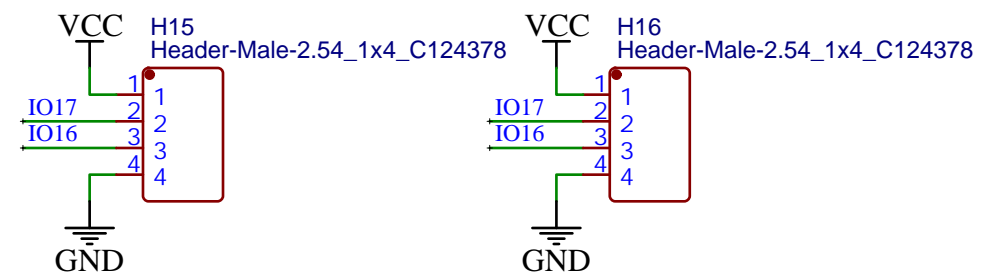 VCC H15
Header-Male-2.54_1x4_C124378
1 1
IO17 2 2
IO16 3 3
4 4
GND
VCC H16
Header-Male-2.54_1x4_C124378
1 1
IO17 2 2
IO16 3 3
4 4
GND